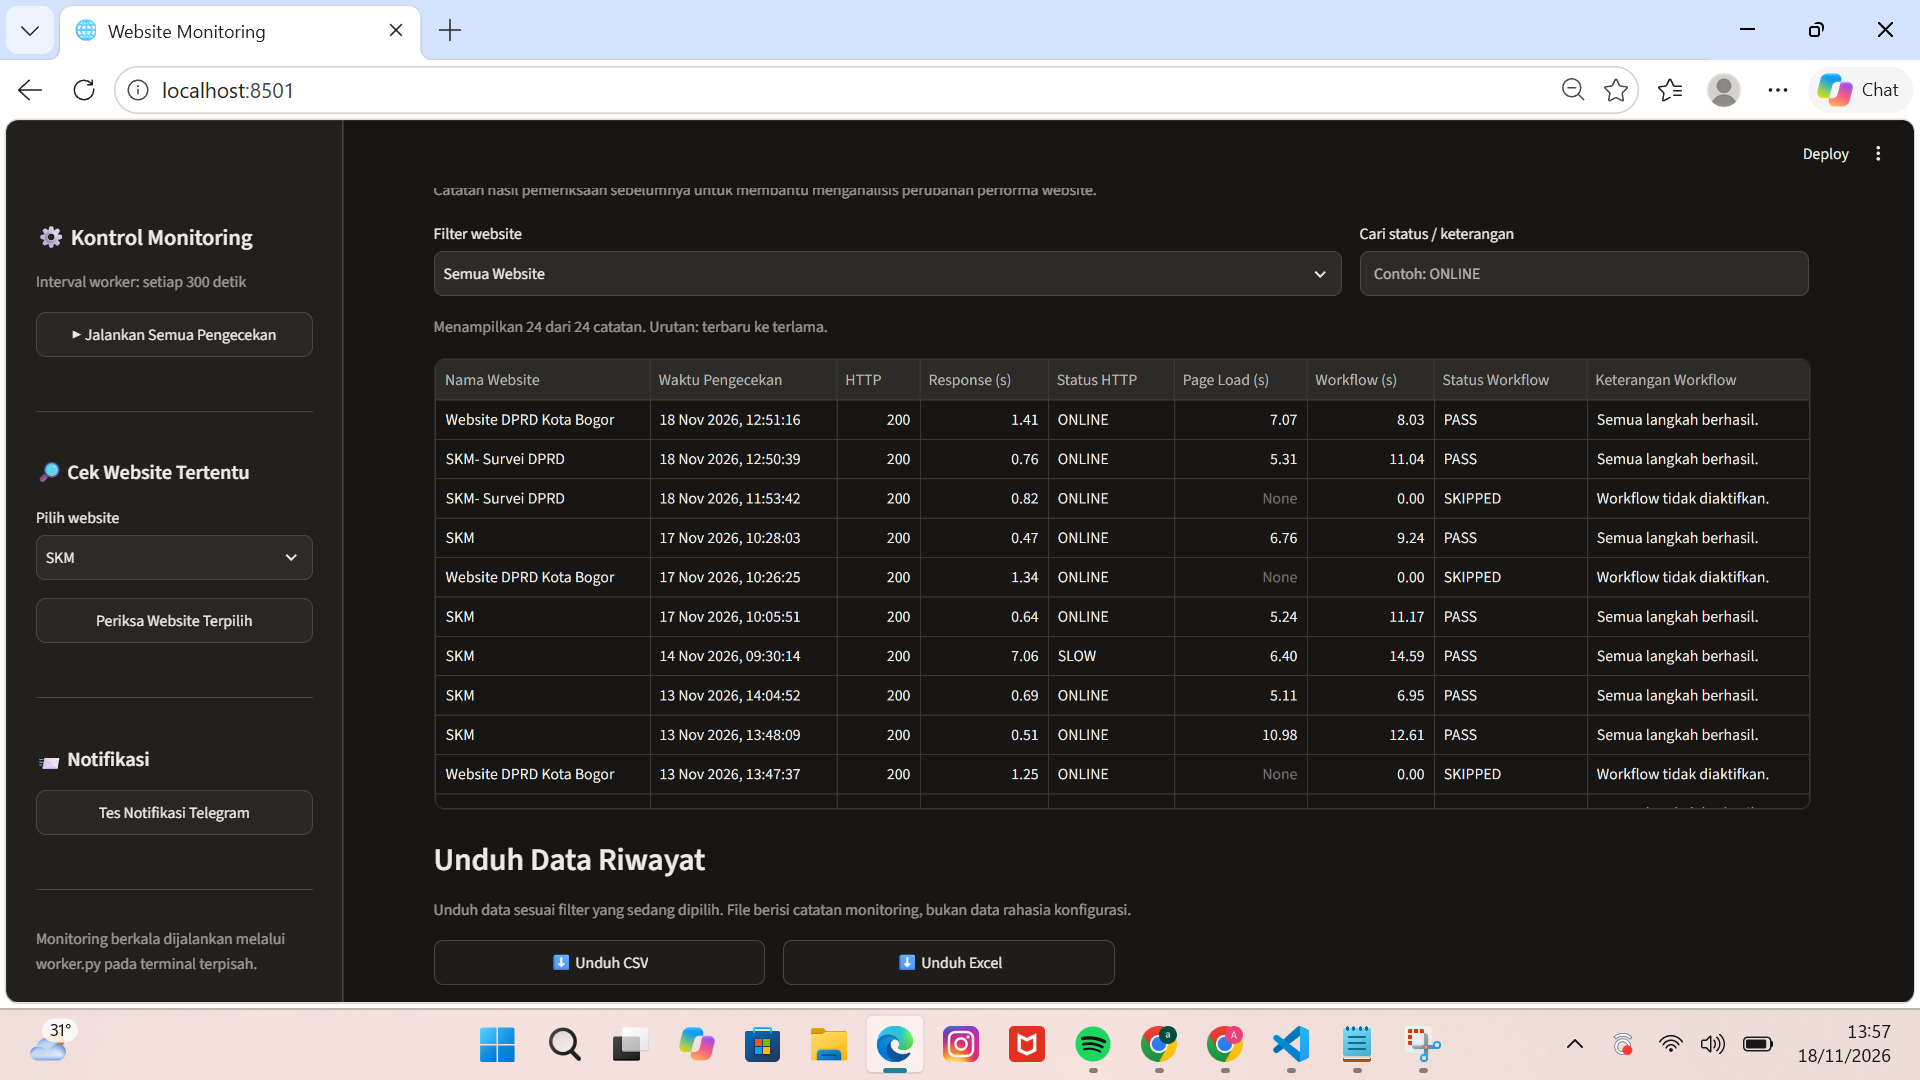 Website Monitoring
localhost:8501
Chat
Deploy
Kontrol Monitoring
Interval worker: setiap 300 detik
Jalankan Semua Pengecekan
Cek Website Tertentu
Pilih website
SKM
Periksa Website Terpilih
Notifikasi
Tes Notifikasi Telegram
Monitoring berkala dijalankan melalui
worker.py pada terminal terpisah.
Catatan hasil pemeriksaan sebelumnya untuk membantu menganalisis perubahan performa website.
Filter website
Semua Website
Cari status / keterangan
Contoh: ONLINE
Menampilkan 24 dari 24 catatan. Urutan: terbaru ke terlama.
Nama Website Waktu Pengecekan HTTP Response (s) Status HTTP Page Load (s) Workflow (s) Status Workflow Keterangan Workflow
Website DPRD Kota Bogor 18 Nov 2026, 12:51:16 200 1.41 ONLINE 7.07 8.03 PASS Semua langkah berhasil.
SKM- Survei DPRD 18 Nov 2026, 12:50:39 200 0.76 ONLINE 5.31 11.04 PASS Semua langkah berhasil.
SKM- Survei DPRD 18 Nov 2026, 11:53:42 200 0.82 ONLINE None 0.00 SKIPPED Workflow tidak diaktifkan.
SKM 17 Nov 2026, 10:28:03 200 0.47 ONLINE 6.76 9.24 PASS Semua langkah berhasil.
Website DPRD Kota Bogor 17 Nov 2026, 10:26:25 200 1.34 ONLINE None 0.00 SKIPPED Workflow tidak diaktifkan.
SKM 17 Nov 2026, 10:05:51 200 0.64 ONLINE 5.24 11.17 PASS Semua langkah berhasil.
SKM 14 Nov 2026, 09:30:14 200 7.06 SLOW 6.40 14.59 PASS Semua langkah berhasil.
SKM 13 Nov 2026, 14:04:52 200 0.69 ONLINE 5.11 6.95 PASS Semua langkah berhasil.
SKM 13 Nov 2026, 13:48:09 200 0.51 ONLINE 10.98 12.61 PASS Semua langkah berhasil.
Website DPRD Kota Bogor 13 Nov 2026, 13:47:37 200 1.25 ONLINE None 0.00 SKIPPED Workflow tidak diaktifkan.
Unduh Data Riwayat
Unduh data sesuai filter yang sedang dipilih. File berisi catatan monitoring, bukan data rahasia konfigurasi.
Unduh CSV
Unduh Excel
31°
a
A
13:57
18/11/2026